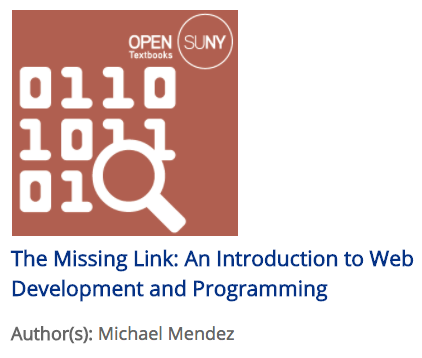 OPEN SUNY
Textbooks
0110
1011
01
The Missing Link: An Introduction to Web
Development and Programming
Author(s): Michael Mendez